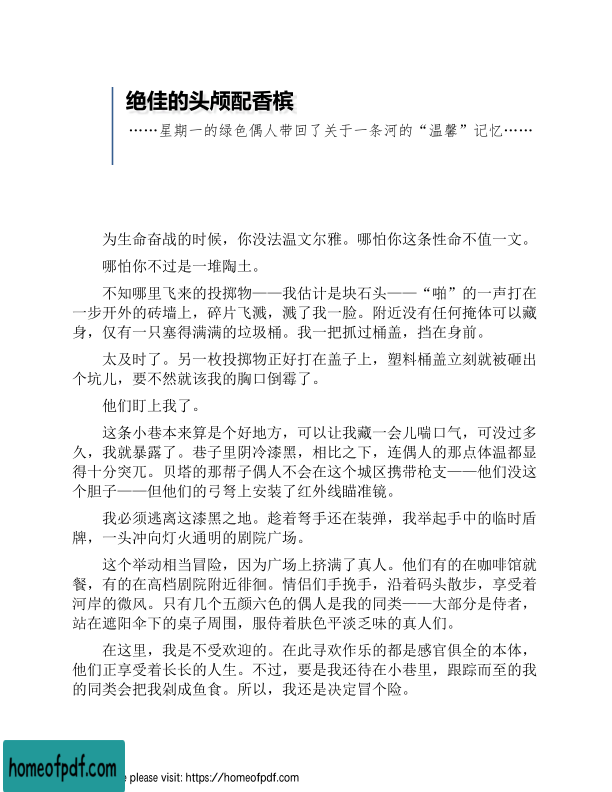 绝佳的头颅配香槟
……星期一的绿色偶人带回了关于一条河的“温馨”记忆……
为生命奋战的时候，你没法温文尔雅。哪怕你这条性命不值一文。
哪怕你不过是一堆陶土。
不知哪里飞来的投掷物——我估计是块石头——“啪”的一声打在
一步开外的砖墙上，碎片飞溅，溅了我一脸。附近没有任何掩体可以藏
身，仅有一只塞得满满的垃圾桶。我一把抓过桶盖，挡在身前。
太及时了。另一枚投掷物正好打在盖子上，塑料桶盖立刻就被砸出
个坑儿，要不然就该我的胸口倒霉了。
他们盯上我了。
这条小巷本来算是个好地方，可以让我藏一会儿喘口气，可没过多
久，我就暴露了。巷子里阴冷漆黑，相比之下，连偶人的那点体温都显
得十分突兀。贝塔的那帮子偶人不会在这个城区携带枪支——他们没这
个胆子——但他们的弓弩上安装了红外线瞄准镜。
我必须逃离这漆黑之地。趁着弩手还在装弹，我举起手中的临时盾
牌，一头冲向灯火通明的剧院广场。
这个举动相当冒险，因为广场上挤满了真人。他们有的在咖啡馆就
餐，有的在高档剧院附近徘徊。情侣们手挽手，沿着码头散步，享受着
河岸的微风。只有几个五颜六色的偶人是我的同类——大部分是侍者，
站在遮阳伞下的桌子周围，服侍着肤色平淡乏味的真人们。
在这里，我是不受欢迎的。在此寻欢作乐的都是感官俱全的本体，
他们正享受着长长的人生。不过，要是我还待在小巷里，跟踪而至的我
的同类会把我剁成鱼食。所以，我还是决定冒个险。
homeofpdf.com
e please visit: https://homeofpdf.com